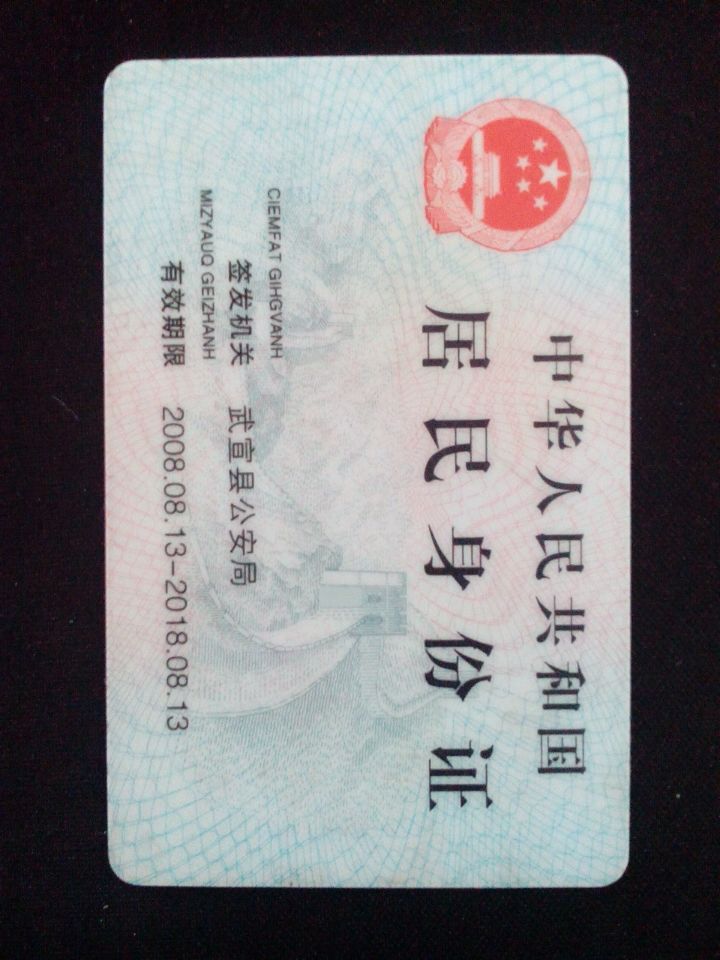 中华人民共和国
居民身份证
CIEMFAT GIHGVANH
签发机关 武宣县公安局
MIZYAUQ GEIZHANH
有效期限 2008.08.13-2018.08.13